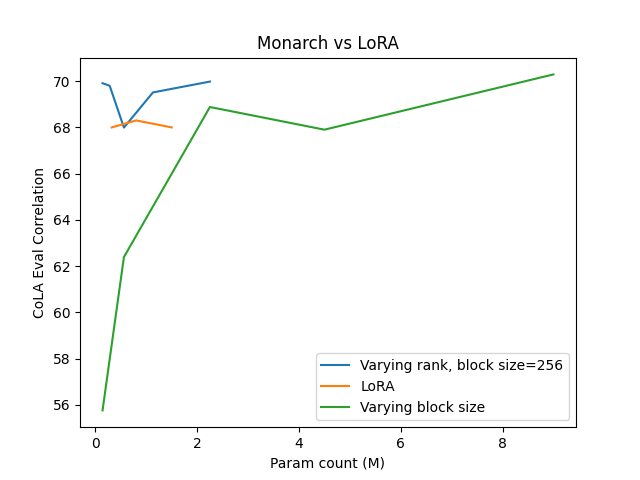 Monarch vs LoRA
CoLA Eval Correlation
70
68
66
64
62
60
58
56
0
2
4
6
8
Param count (M)
Varying rank, block size=256
LoRA
Varying block size